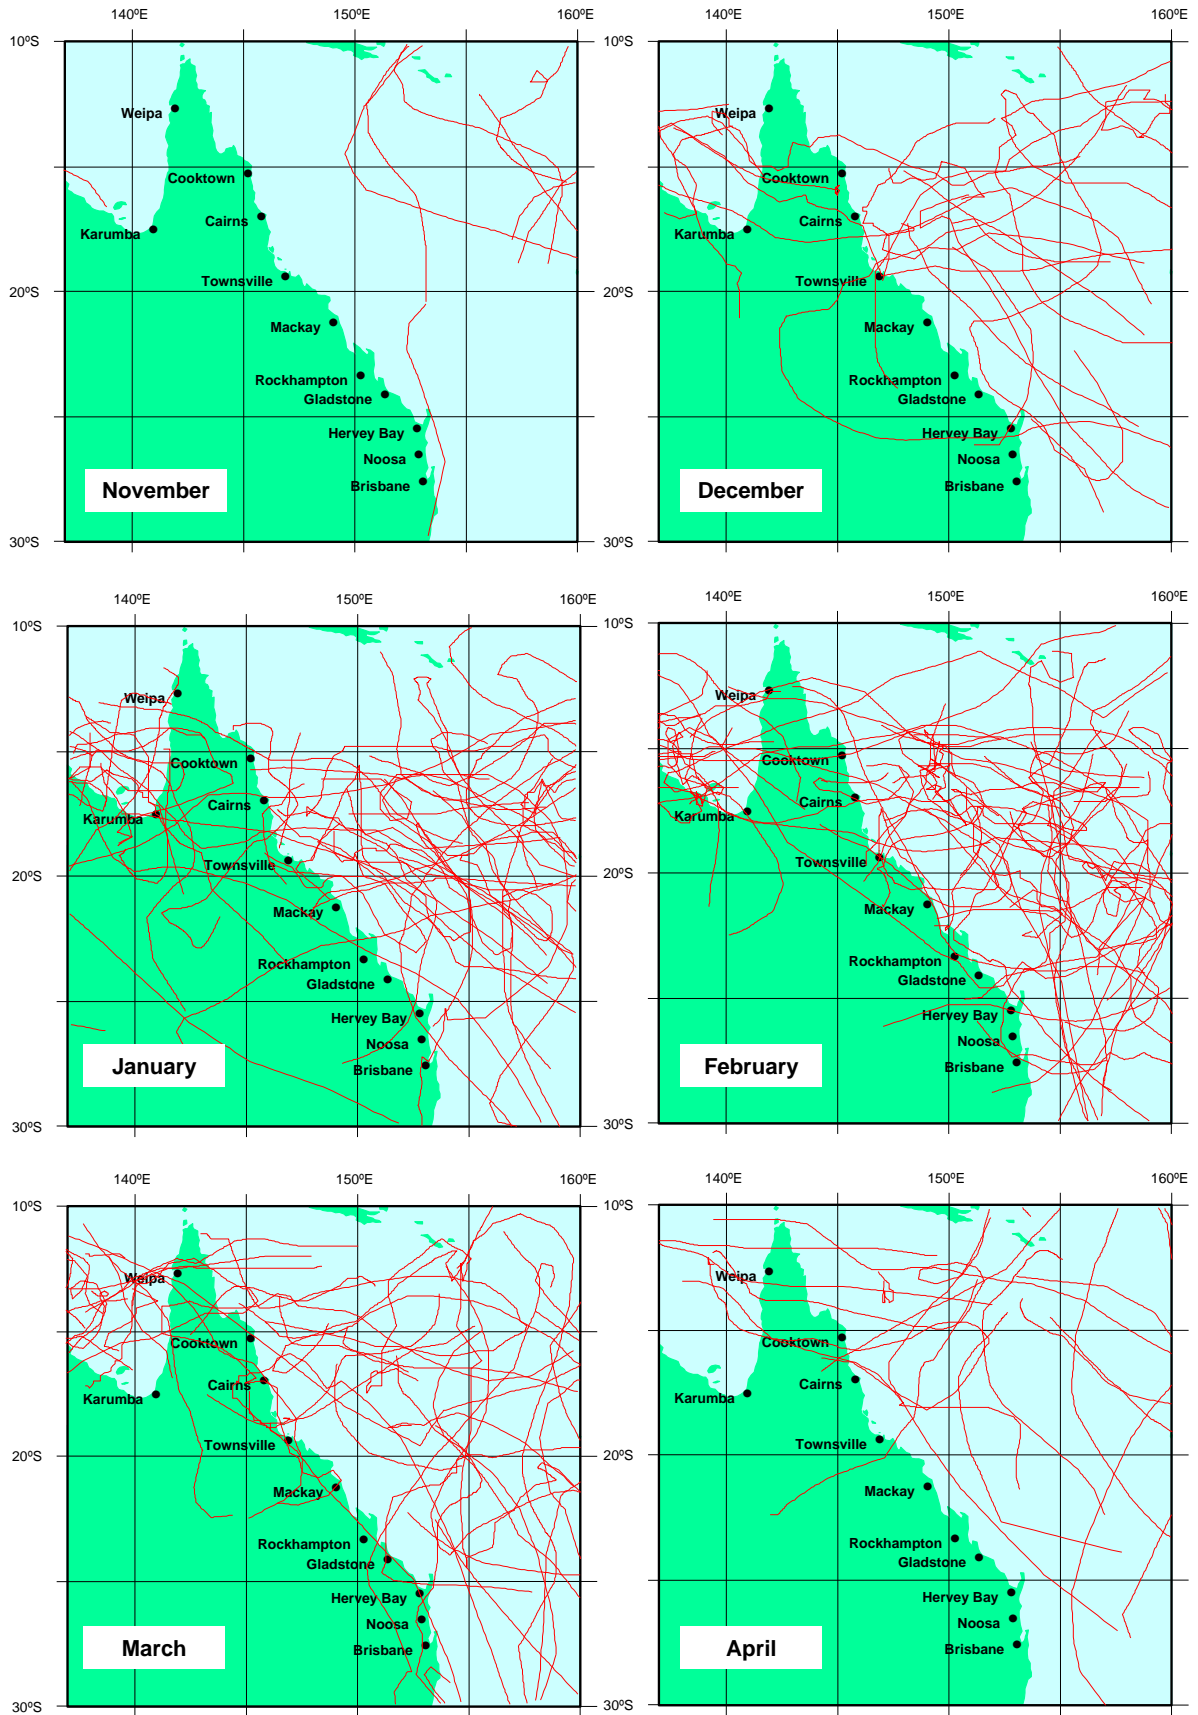 140ºE 150ºE 160ºE
10ºS
Weipa
Cooktown
Cairns
Karumba
Townsville
20ºS
Mackay
Rockhampton
Gladstone
Hervey Bay
Noosa
Brisbane
November
30ºS
140ºE 150ºE 160ºE
10ºS
Weipa
Cooktown
Cairns
Karumba
Townsville
20ºS
Mackay
Rockhampton
Gladstone
Hervey Bay
Noosa
Brisbane
December
30ºS
140ºE 150ºE 160ºE
10ºS
Weipa
Cooktown
Cairns
Karumba
Townsville
20ºS
Mackay
Rockhampton
Gladstone
Hervey Bay
Noosa
Brisbane
January
30ºS
140ºE 150ºE 160ºE
10ºS
Weipa
Cooktown
Cairns
Karumba
Townsville
20ºS
Mackay
Rockhampton
Gladstone
Hervey Bay
Noosa
Brisbane
February
30ºS
140ºE 150ºE 160ºE
10ºS
Weipa
Cooktown
Cairns
Karumba
Townsville
20ºS
Mackay
Rockhampton
Gladstone
Hervey Bay
Noosa
Brisbane
March
30ºS
140ºE 150ºE 160ºE
10ºS
Weipa
Cooktown
Cairns
Karumba
Townsville
20ºS
Mackay
Rockhampton
Gladstone
Hervey Bay
Noosa
Brisbane
April
30ºS